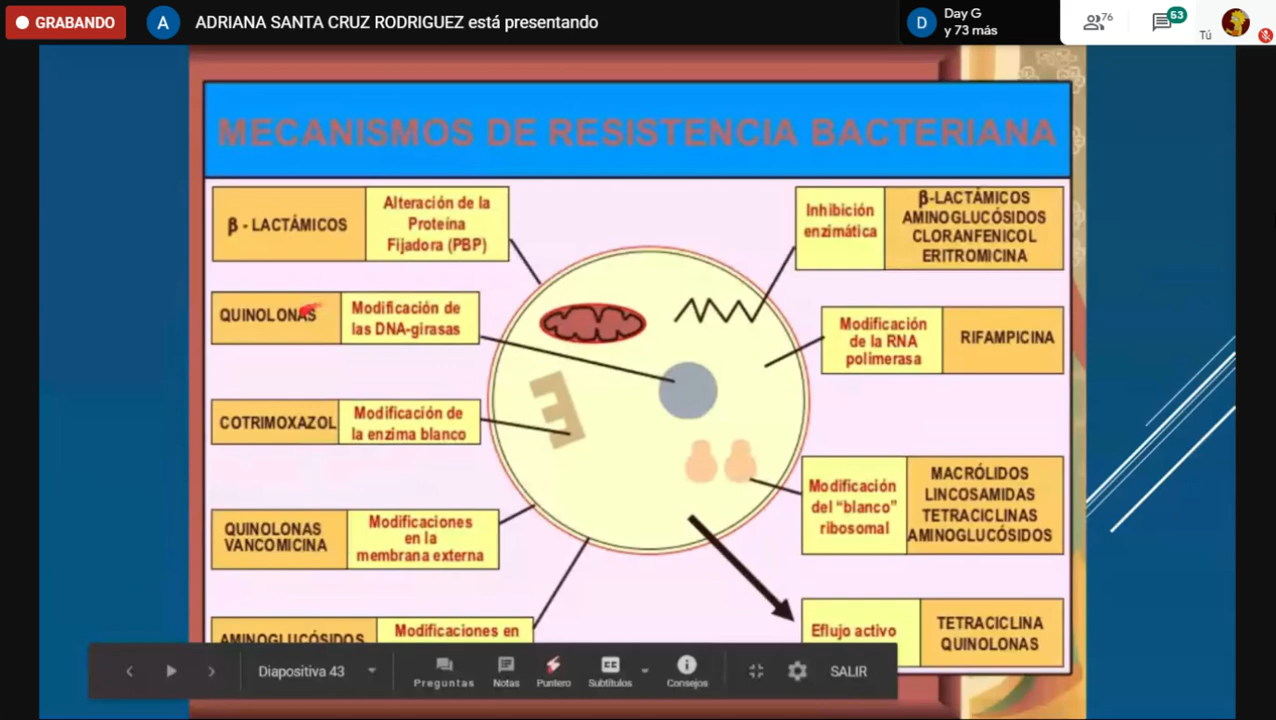 GRABANDO
A
ADRIANA SANTA CRUZ RODRIGUEZ está presentando
D
Day G
y 73 más
76
53
Tú
MECANISMOS DE RESISTENCIA BACTERIANA
β - LACTÁMICOS
Alteración de la
Proteína
Fijadora (PBP)
QUINOLONAS
Modificación de
las DNA-girasas
COTRIMOXAZOL
Modificación de
la enzima blanco
QUINOLONAS
VANCOMICINA
Modificaciones
en la
membrana externa
AMINOGLUCÓSIDOS
Modificaciones en
Inhibición
enzimática
β-LACTÁMICOS
AMINOGLUCÓSIDOS
CLORANFENICOL
ERITROMICINA
Modificación
de la RNA
polimerasa
RIFAMPICINA
Modificación
del “blanco”
ribosomal
MACRÓLIDOS
LINCOSAMIDAS
TETRACICLINAS
AMINOGLUCÓSIDOS
Eflujo activo
TETRACICLINA
QUINOLONAS
Diapositiva 43
Preguntas
Notas
Puntero
CC
Subtítulos
Consejos
SALIR